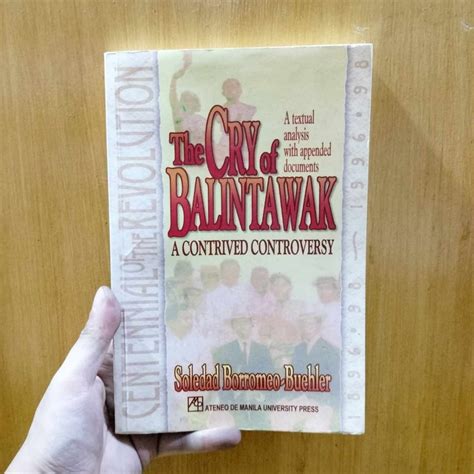 CENTENNIAL OF THE REVOLUTION
A textual
analysis
with appended
documents
The CRY of
BALINTAWAK
A CONTRIVED CONTROVERSY
Soledad Borromeo-Buehler
ATENEO DE MANILA UNIVERSITY PRESS
1896-98 ~ 1996-98